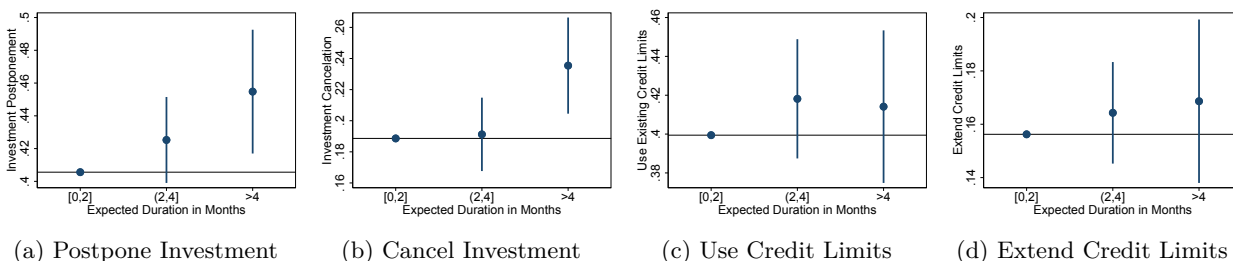 Investment Postponement
.4 .42 .44 .46 .48 .5
[0,2] (2,4] >4
Expected Duration in Months
(a) Postpone Investment
Investment Cancelation
.16 .18 .2 .22 .24 .26
[0,2] (2,4] >4
Expected Duration in Months
(b) Cancel Investment
Use Existing Credit Limits
.38 .4 .42 .44 .46
[0,2] (2,4] >4
Expected Duration in Months
(c) Use Credit Limits
Extend Credit Limits
.14 .16 .18 .2
[0,2] (2,4] >4
Expected Duration in Months
(d) Extend Credit Limits